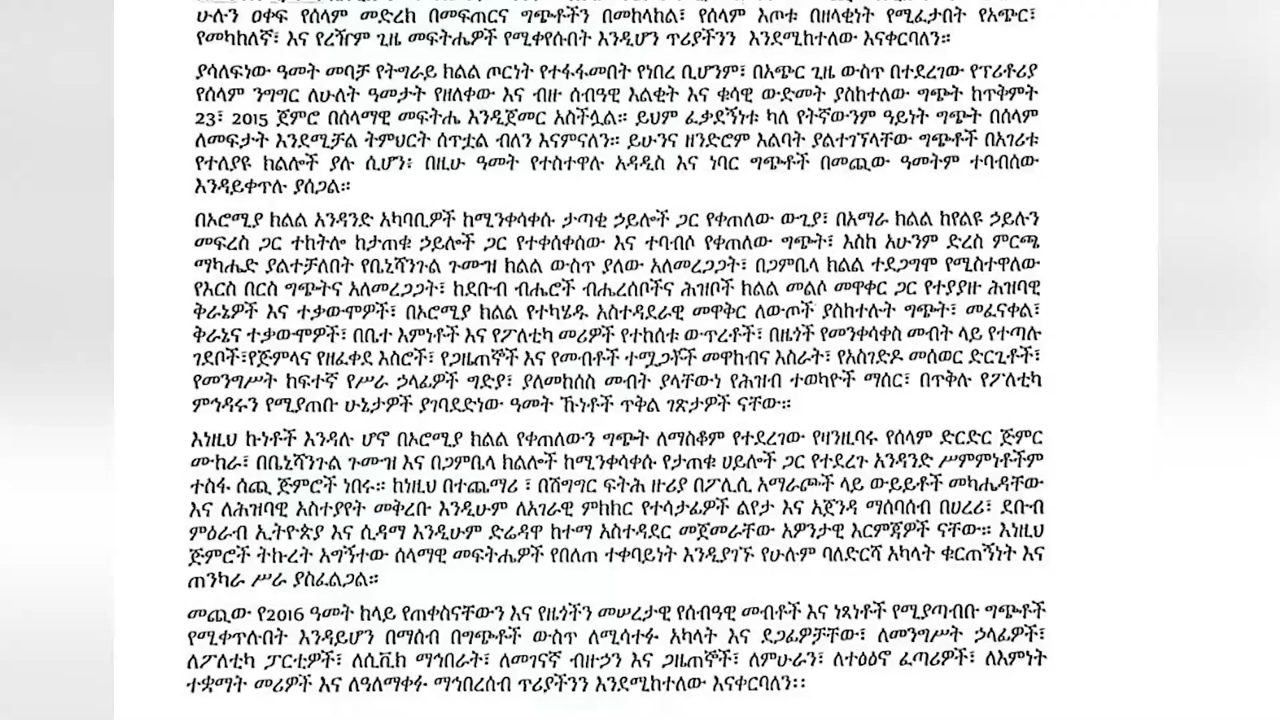 ሁሉን ዐቀፍ የሰላም መድረክ በመፍጠርና ግጭቶችን በመከላከል፣ የሰላም እጦቱ በዘላቂነት የሚፈታበት የአጭር፣
የመካከለኛ፣ እና የረዥም ጊዜ መፍትሔዎች የሚቀየሱበት እንዲሆን ጥሪያችንን እንደሚከተለው እናቀርባለን።
ያሳለፍነው ዓመት መባቻ የትግራይ ክልል ጦርነት የተፋፋመበት የነበረ ቢሆንም፣ በአጭር ጊዜ ውስጥ በተደረገው የፕሪቶሪያ
የሰላም ንግግር ለሁለት ዓመታት የዘለቀው እና ብዙ ሰብዓዊ እልቂት እና ቁሳዊ ውድመት ያስከተለው ግጭት ከጥቅምት
23፣ 2015 ጀምሮ በሰላማዊ መፍትሔ እንዲጀመር አስችሏል። ይህም ፈቃደኝነቱ ካለ የትኛውንም ዓይነት ግጭት በሰላም
ለመፍታት እንደሚቻል ትምህርት ሰጥቷል ብለን እናምናለን። ይሁንና ዘንድሮም እልባት ያልተገኘላቸው ግጭቶች በአገሪቱ
የተለያዩ ክልሎች ያሉ ሲሆን፤ በዚሁ ዓመት የተስተዋሉ አዳዲስ እና ነባር ግጭቶች በመጪው ዓመትም ተባብሰው
እንዳይቀጥሉ ያሰጋል።
በኦሮሚያ ክልል አንዳንድ አካባቢዎች ከሚንቀሳቀሱ ታጣቂ ኃይሎች ጋር የቀጠለው ውጊያ፣ በአማራ ክልል ከየልዩ ኃይሉን
መፍረስ ጋር ተከትሎ ከታጠቁ ኃይሎች ጋር የተቀሰቀሰው እና ተባብሶ የቀጠለው ግጭት፣ እስከ አሁንም ድረስ ምርጫ
ማካሔድ ያልተቻለበት የቤኒሻንጉል ጉሙዝ ክልል ውስጥ ያለው አለመረጋጋት፣ በጋምቤላ ክልል ተደጋግሞ የሚስተዋለው
የእርስ በርስ ግጭትና አለመረጋጋት፣ ከደቡብ ብሔሮች ብሔረሰቦችና ሕዝቦች ክልል መልሶ መዋቀር ጋር የተያያዙ ሕዝባዊ
ቅራኔዎች እና ተቃውሞዎች፣ በኦሮሚያ ክልል የተካሄዱ አስተዳደራዊ መዋቅር ለውጦች ያስከተሉት ግጭት፣ መፈናቀል፣
ቅራኔና ተቃውሞዎች፣ በቤተ እምነቶች እና የፖለቲካ መሪዎች የተከሰቱ ውጥረቶች፣ በዜጎች የመንቀሳቀስ መብት ላይ የተጣሉ
ገደቦች፣የጅምላና የዘፈቀደ እስሮች፣ የጋዜጠኞች እና የመብቶች ተሟጋቾች መዋከብና እስራት፣ የአስገድዶ መሰወር ድርጊቶች፣
የመንግሥት ከፍተኛ የሥራ ኃላፊዎች ግድያ፣ ያለመከሰስ መብት ያላቸውን የሕዝብ ተወካዮች ማሰር፣ በጥቅሉ የፖለቲካ
ምኅዳሩን የሚያጠቡ ሁኔታዎች ያገባደድነው ዓመት ኹነቶች ጥቅል ገጽታዎች ናቸው።
እነዚህ ኩነቶች እንዳሉ ሆኖ በኦሮሚያ ክልል የቀጠለውን ግጭት ለማስቆም የተደረገው የዛንዚባሩ የሰላም ድርድር ጅምር
ሙከራ፣ በቤኒሻንጉል ጉሙዝ እና በጋምቤላ ክልሎች ከሚንቀሳቀሱ የታጠቁ ሀይሎች ጋር የተደረጉ አንዳንድ ሥምምነቶችም
ተስፋ ሰጪ ጅምሮች ነበሩ። ከነዚህ በተጨማሪ ፣ በሽግግር ፍትሕ ዙሪያ በፖሊሲ አማራጮች ላይ ውይይቶች መካሔዳቸው
እና ለሕዝባዊ አስተያየት መቅረቡ እንዲሁም ለአገራዊ ምክክር የተሳታፊዎች ልየታ እና አጀንዳ ማሰባሰብ በሀረሪ፣ ደቡብ
ምዕራብ ኢትዮጵያ እና ሲዳማ እንዲሁም ድሬዳዋ ከተማ አስተዳደር መጀመራቸው አዎንታዊ እርምጃዎች ናቸው። እነዚህ
ጅምሮች ትኩረት አግኝተው ሰላማዊ መፍትሔዎች የበለጠ ተቀባይነት እንዲያገኙ የሁሉም ባለድርሻ አካላት ቁርጠኝነት እና
ጠንካራ ሥራ ያስፈልጋል።
መጪው የ2016 ዓመት ከላይ የጠቀስናቸውን እና የዜጎችን መሠረታዊ የሰብዓዊ መብቶች እና ነጻነቶች የሚያጣብቡ ግጭቶች
የሚቀጥሉበት እንዳይሆን በማሰብ በግጭቶች ውስጥ ለሚሳተፉ አካላት እና ደጋፊዎቻቸው፣ ለመንግሥት ኃላፊዎች፣
ለፖለቲካ ፓርቲዎች፣ ለሲቪክ ማኅበራት፣ ለመገናኛ ብዙኃን እና ጋዜጠኞች፣ ለምሁራን፣ ለተዕዕኖ ፈጣሪዎች፣ ለእምነት
ተቋማት መሪዎች እና ለዓለማቀፉ ማኅበረሰብ ጥሪያችንን እንደሚከተለው እናቀርባለን፡፡